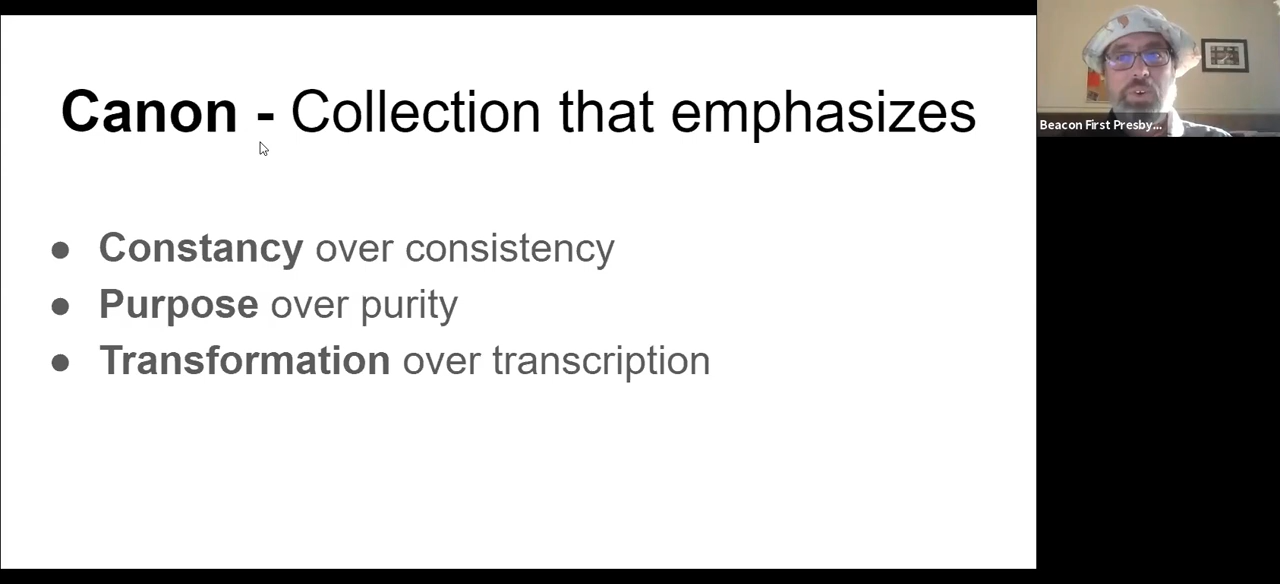 Canon - Collection that emphasizes
● Constancy over consistency
● Purpose over purity
● Transformation over transcription
Beacon First Presby...